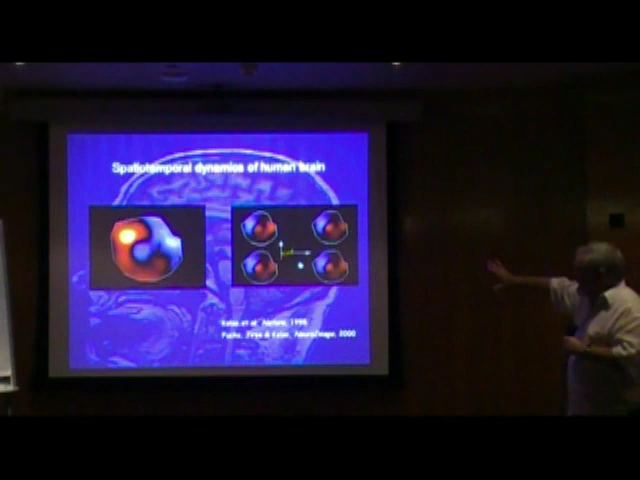 Spatiotemporal dynamics of human brain
Kelso et al, Nature, 1998
Fuchs, Jirsa & Kelso, NeuroImage, 2000